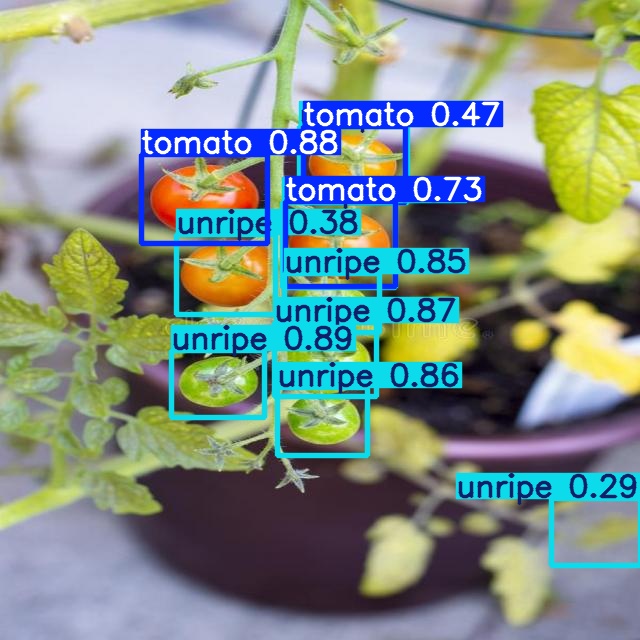 tomato 0.47
tomato 0.88
tomato 0.73
unripe 0.38
unripe 0.85
unripe 0.87
unripe 0.89
unripe 0.86
unripe 0.29